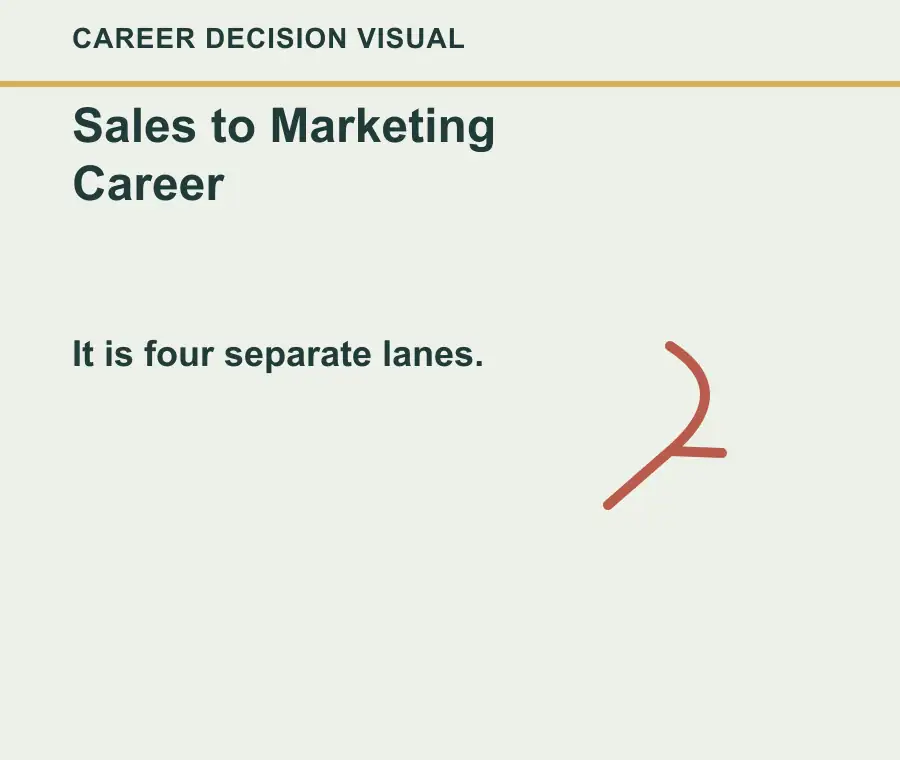 CAREER DECISION VISUAL
Sales to Marketing
Career
It is four separate lanes.